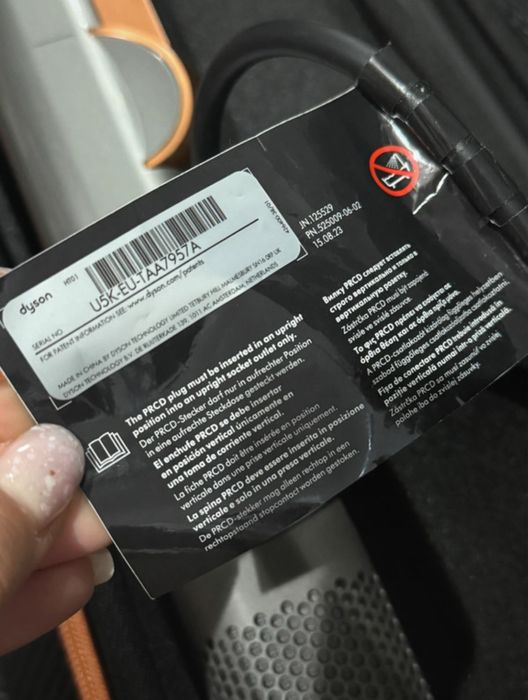 dyson
HT01
SERIAL NO.
U5K-EU-TAA7957A
FOR PATENT INFORMATION SEE: www.dyson.com/patents
MADE IN CHINA BY DYSON TECHNOLOGY LIMITED TETBURY HILL MALMESBURY SN16 0RP UK
DYSON TECHNOLOGY B.V. DE RUIJTERKADE 139, 1011 AC AMSTERDAM, NETHERLANDS
JN.125529
PN.525009-06-02
15.08.23
The PRCD plug must be inserted in an upright
position into an upright socket outlet only.
Der PRCD-Stecker darf nur in aufrechter Position
in eine aufrechte Steckdose gesteckt werden.
El enchufe PRCD se debe insertar
en posición vertical únicamente en
una toma de corriente vertical.
La fiche PRCD doit être insérée en position
verticale dans une prise verticale uniquement.
La spina PRCD deve essere inserita in posizione
verticale e solo in una presa verticale.
De PRCD-stekker mag alleen rechtop in een
rechtopstaand stopcontact worden gestoken.
Вилку PRCD следует вставлять
строго вертикально и только в
вертикальную розетку.
Zástrčka PRCD musí být zapojena
svisle ve svislé zásuvce.
Το φις PRCD πρέπει να εισέλθει σε
όρθια θέση και σε όρθια πρίζα
A PRCD-csatlakozót kizárólag függőleges helyzetben
szabad függőleges csatlakozóaljzatba csatlakoztatni.
Fișa de conectare PRCD trebuie introdusă în
poziție verticală numai într-o priză verticală.
Zásrčka PRCD sa musí zasunúť vo zvislej
polohe iba do zvislej zásuvky.